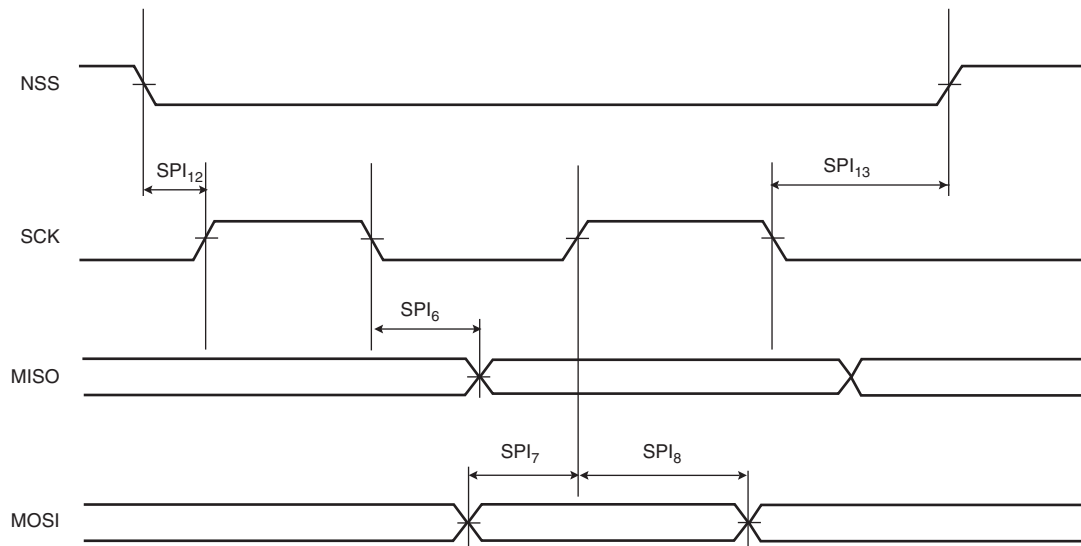 NSS
SPI₁₂
SPI₁₃
SCK
SPI₆
MISO
SPI₇
SPI₈
MOSI